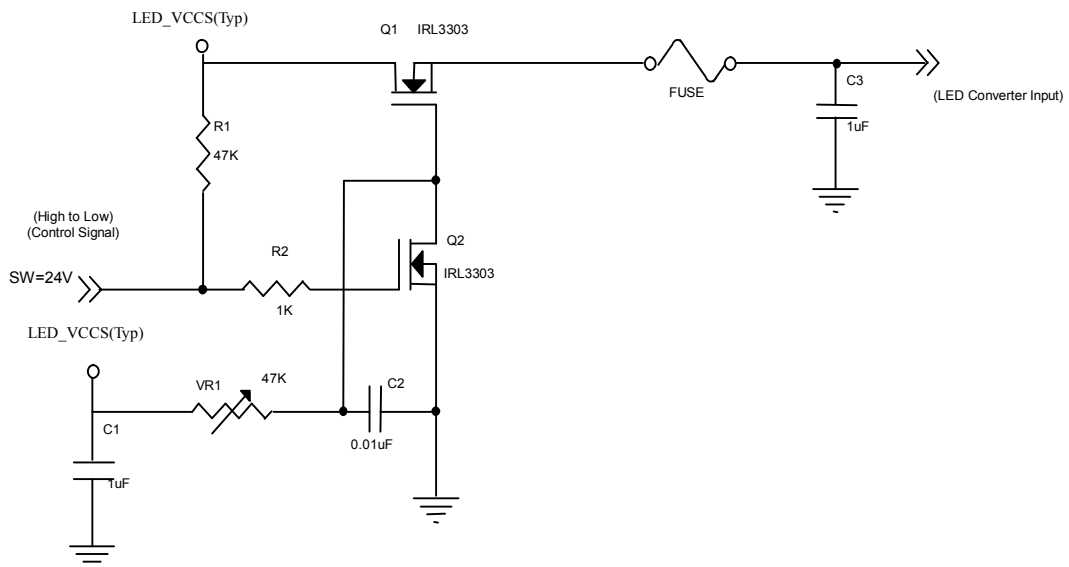 LED_VCCS(Typ)
Q1 IRL3303
FUSE
C3
1uF
(LED Converter Input)
R1
47K
(High to Low)
(Control Signal)
SW=24V
R2
1K
Q2
IRL3303
LED_VCCS(Typ)
VR1 47K
C2
0.01uF
C1
1uF